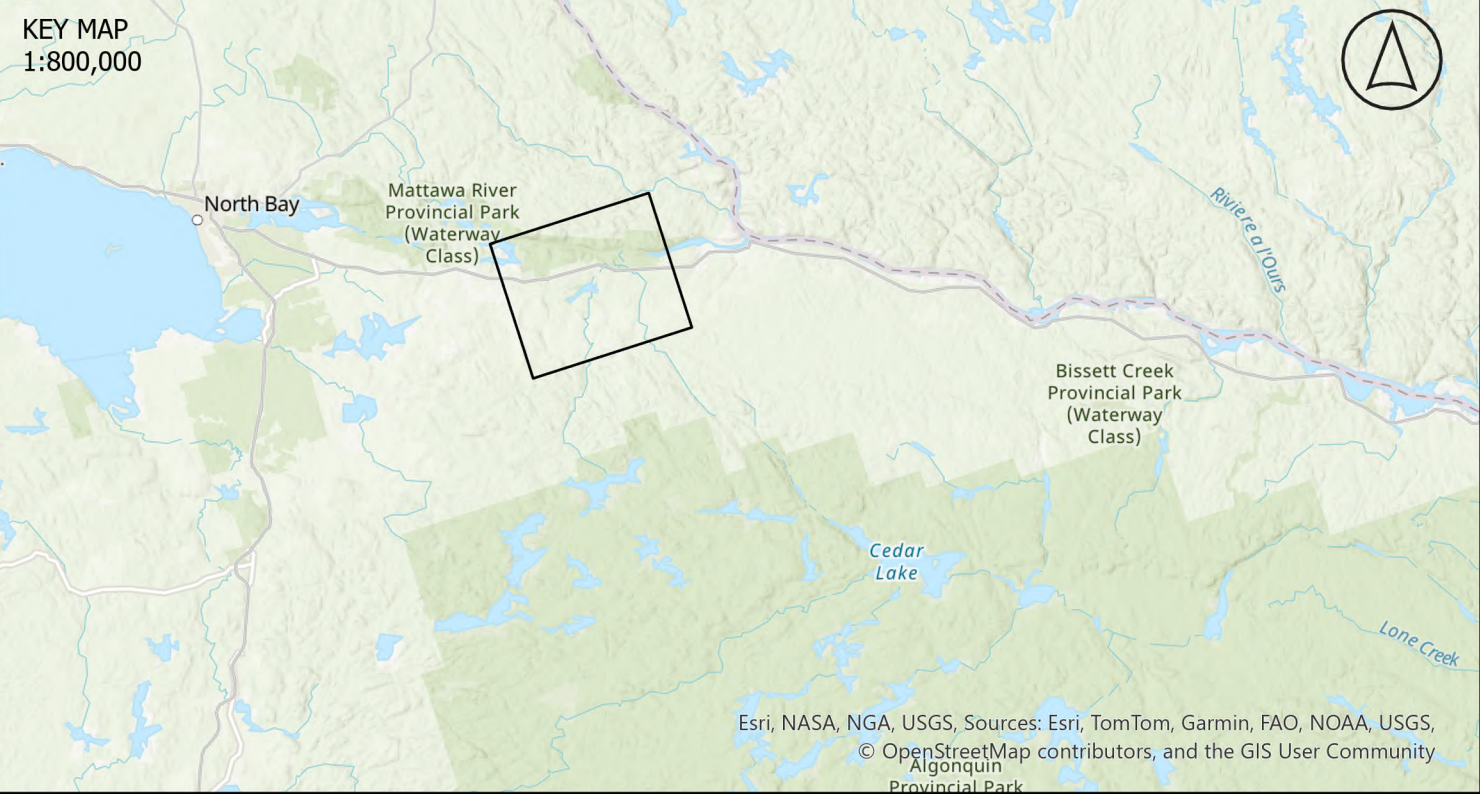 KEY MAP
1:800,000
Mattawa River
Provincial Park
(Waterway
Class)
North Bay
Riviere a l'Ours
Bissett Creek
Provincial Park
(Waterway
Class)
Cedar
Lake
Lone Creek
Esri, NASA, NGA, USGS, Sources: Esri, TomTom, Garmin, FAO, NOAA, USGS,
© OpenStreetMap contributors, and the GIS User Community
Algonquin
Provincial Park